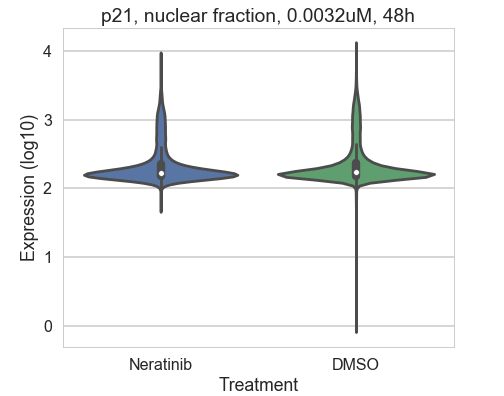 p21, nuclear fraction, 0.0032uM, 48h
Expression (log10)
4
3
2
1
0
Neratinib
DMSO
Treatment